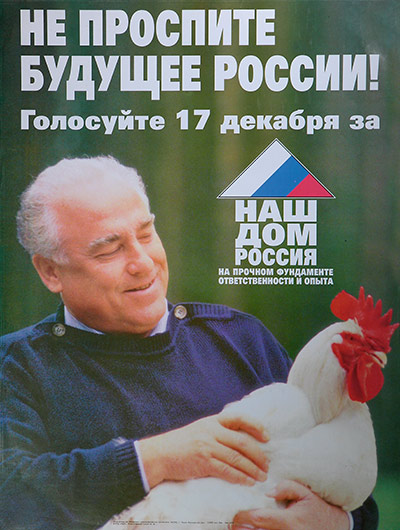 НЕ ПРОСПИТЕ
БУДУЩЕЕ РОССИИ!
Голосуйте 17 декабря за
НАШ
ДОМ
РОССИЯ
НА ПРОЧНОМ ФУНДАМЕНТЕ
ОТВЕТСТВЕННОСТИ И ОПЫТА